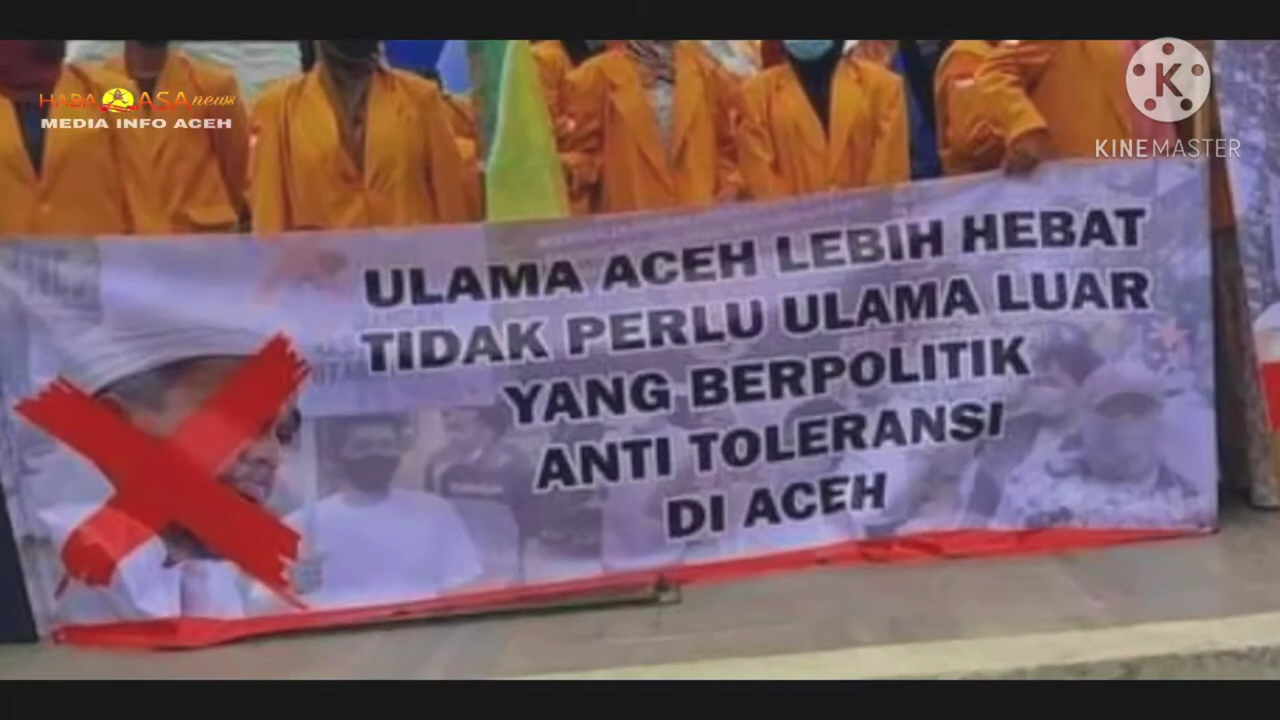 HABA ASA news
MEDIA INFO ACEH
K
KINEMASTER
ULAMA ACEH LEBIH HEBAT
TIDAK PERLU ULAMA LUAR
YANG BERPOLITIK
ANTI TOLERANSI
DI ACEH